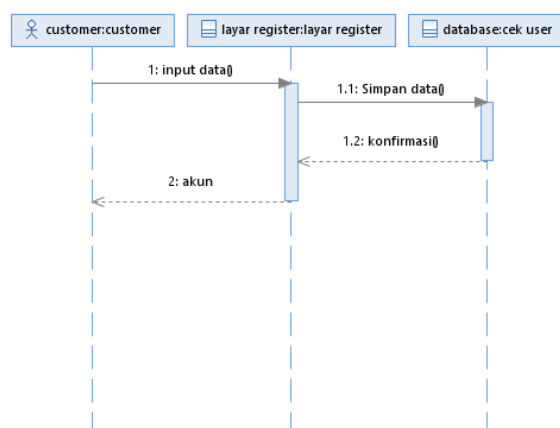 customer:customer
layar register:layar register
database:cek user
1: input data()
1.1: Simpan data()
1.2: konfirmasi()
2: akun